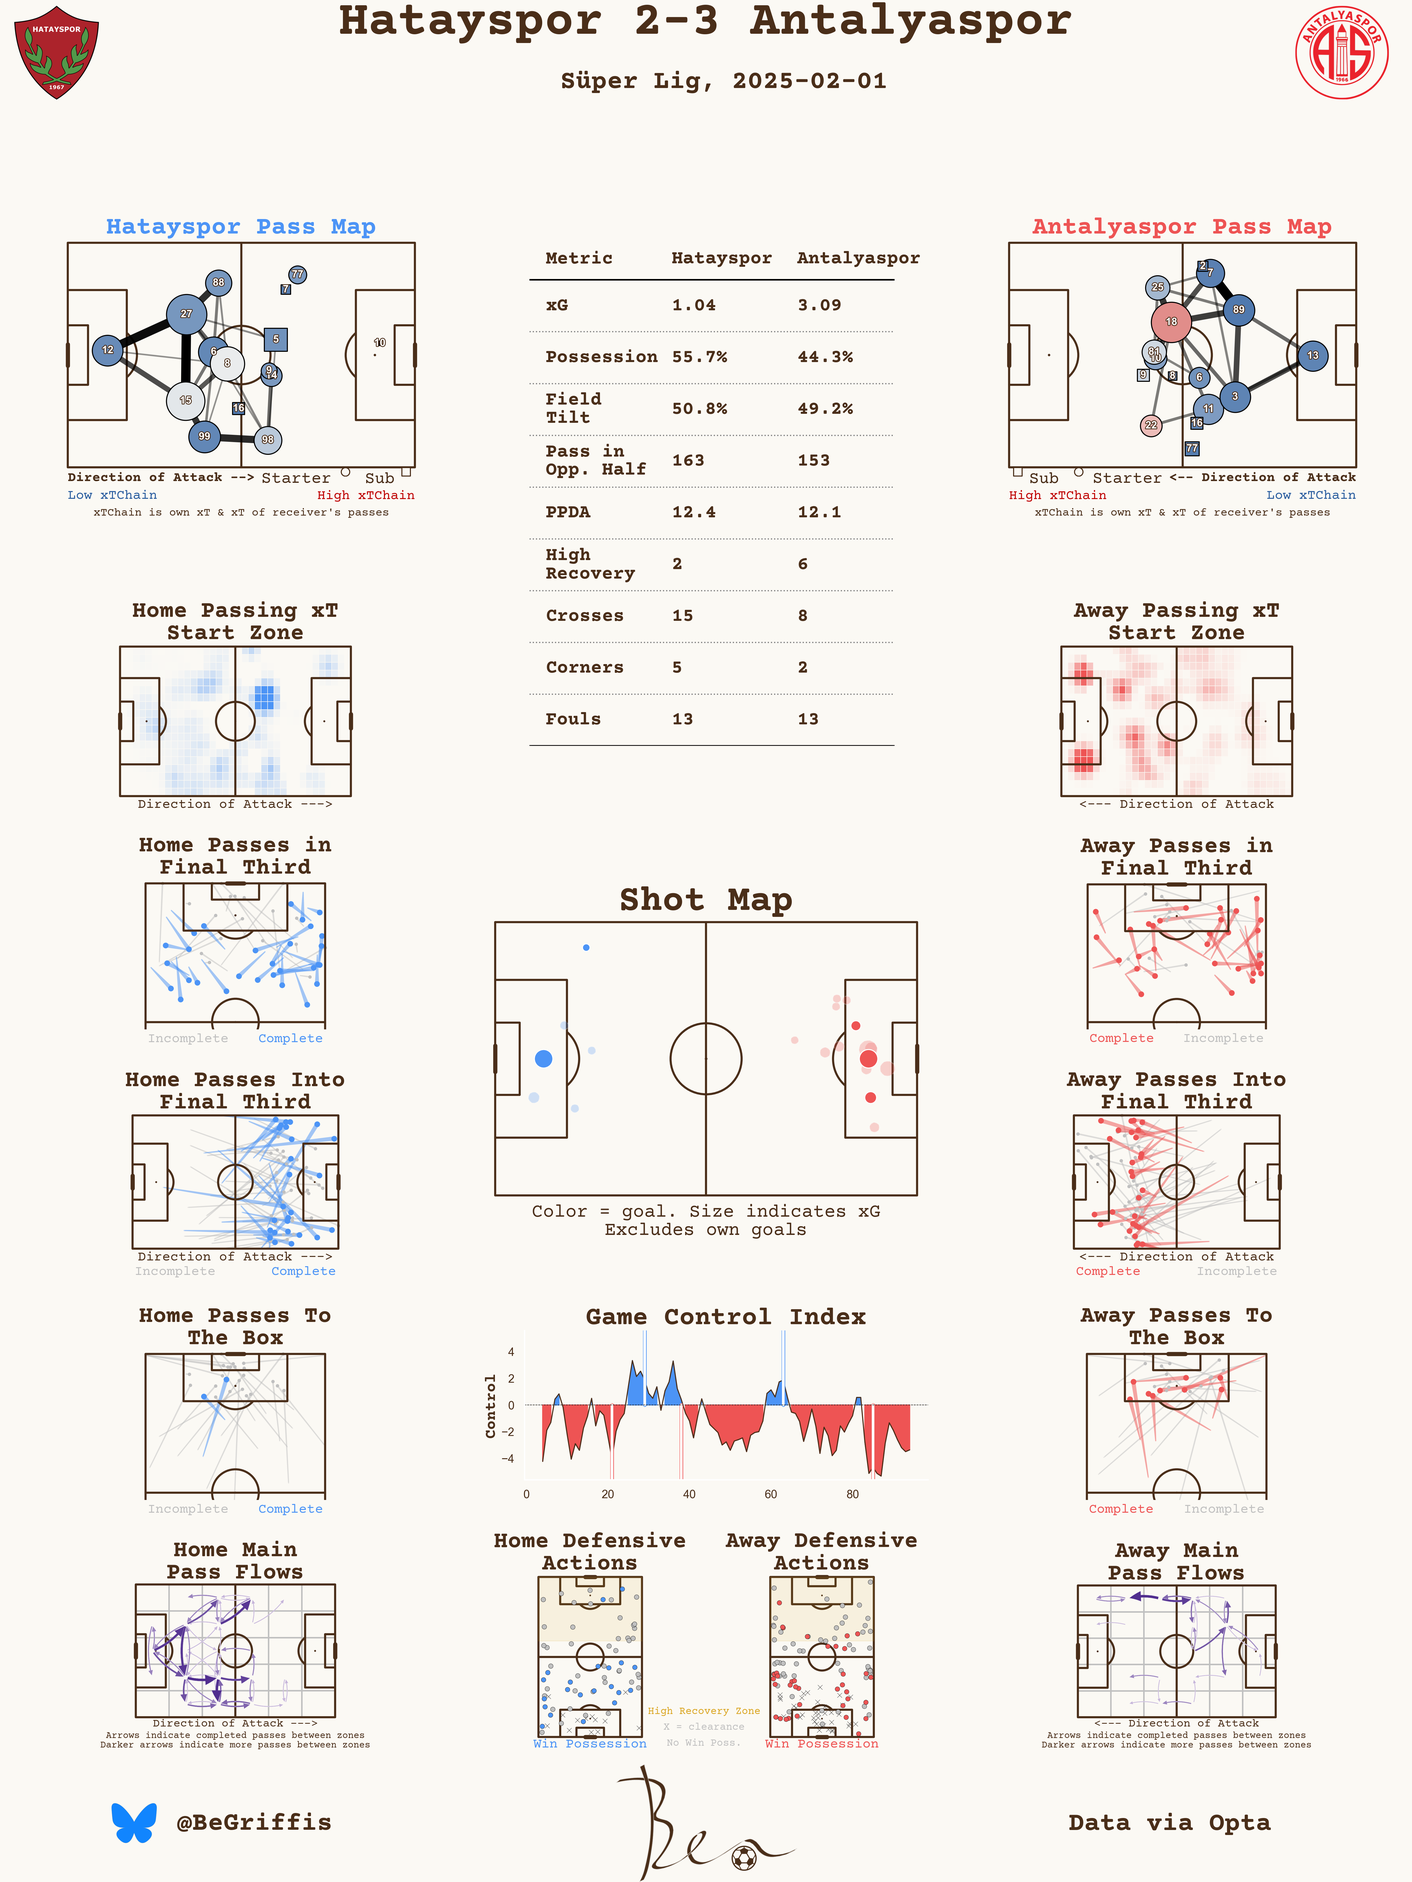 Hatayspor 2-3 Antalyaspor
Süper Lig, 2025-02-01
HATAYSPOR
1967
ANTALYASPOR
1966
Hatayspor Pass Map
12
27
88
6
8
15
99
98
77
7
5
9
14
16
10
Direction of Attack --> Starter Sub
Low xTChain High xTChain
xTChain is own xT & xT of receiver's passes
Metric Hatayspor Antalyaspor
xG 1.04 3.09
Possession 55.7% 44.3%
Field Tilt 50.8% 49.2%
Pass in Opp. Half 163 153
PPDA 12.4 12.1
High Recovery 2 6
Crosses 15 8
Corners 5 2
Fouls 13 13
Antalyaspor Pass Map
2
7
25
89
18
81
10
13
9
8
6
3
11
22
16
77
Sub Starter <-- Direction of Attack
High xTChain Low xTChain
xTChain is own xT & xT of receiver's passes
Home Passing xT
Start Zone
Direction of Attack --->
Away Passing xT
Start Zone
<--- Direction of Attack
Home Passes in
Final Third
Incomplete Complete
Away Passes in
Final Third
Complete Incomplete
Shot Map
Color = goal. Size indicates xG
Excludes own goals
Home Passes Into
Final Third
Direction of Attack --->
Incomplete Complete
Away Passes Into
Final Third
<--- Direction of Attack
Complete Incomplete
Home Passes To
The Box
Incomplete Complete
Game Control Index
Control
4
2
0
−2
−4
0 20 40 60 80
Away Passes To
The Box
Complete Incomplete
Home Main
Pass Flows
Direction of Attack --->
Arrows indicate completed passes between zones
Darker arrows indicate more passes between zones
Home Defensive
Actions
Win Possession
High Recovery Zone
X = clearance
No Win Poss.
Away Defensive
Actions
Win Possession
Away Main
Pass Flows
<--- Direction of Attack
Arrows indicate completed passes between zones
Darker arrows indicate more passes between zones
@BeGriffis
Ben
Data via Opta